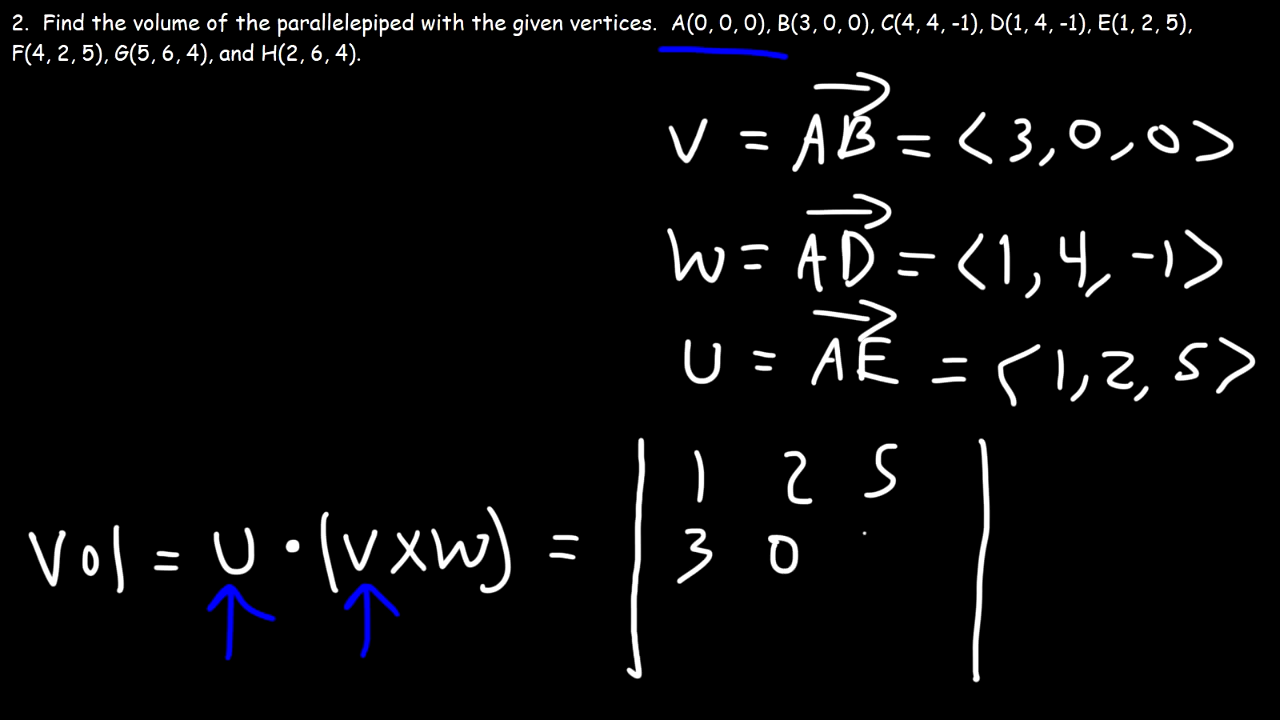 2. Find the volume of the parallelepiped with the given vertices. A(0, 0, 0), B(3, 0, 0), C(4, 4, -1), D(1, 4, -1), E(1, 2, 5),
F(4, 2, 5), G(5, 6, 4), and H(2, 6, 4).
V = AB = <3, 0, 0>
W = AD = <1, 4, -1>
U = AE = <1, 2, 5>
1 2 5
Vol = U · (V X W) = | 3 0 |